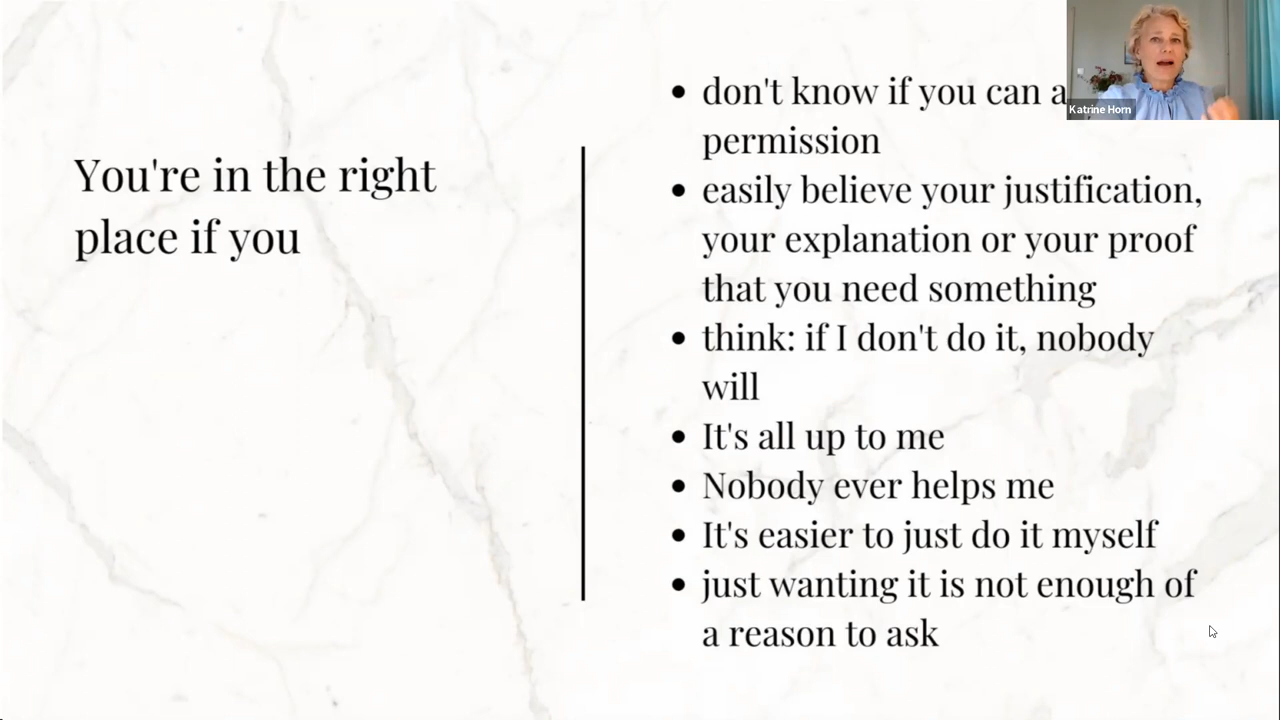 You're in the right
place if you
don't know if you can a
permission
easily believe your justification,
your explanation or your proof
that you need something
think: if I don't do it, nobody
will
It's all up to me
Nobody ever helps me
It's easier to just do it myself
just wanting it is not enough of
a reason to ask
Katrine Horn